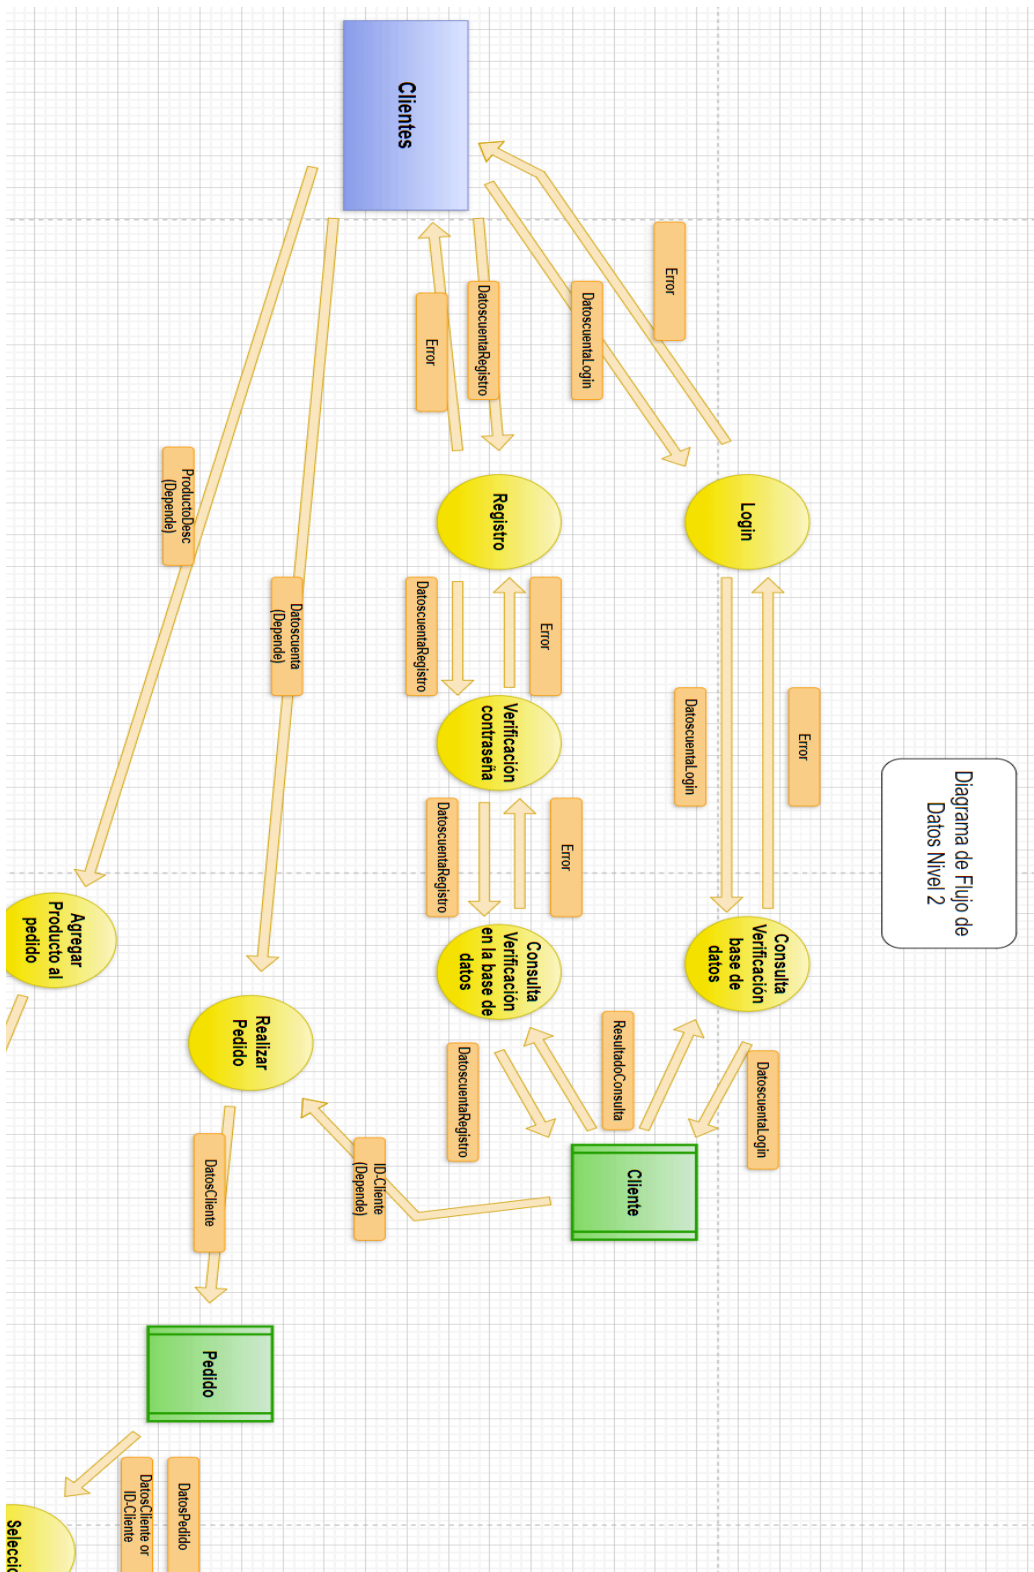 Diagrama de Flujo de
Datos Nivel 2
Clientes
Error
DatoscuentaLogin
DatoscuentaRegistro
Error
Login
Error
DatoscuentaLogin
Consulta
Verificación
base de
datos
DatoscuentaLogin
Registro
Error
DatoscuentaRegistro
Verificación
contraseña
Error
DatoscuentaRegistro
Consulta
Verificación
en la base de
datos
ResultadoConsulta
DatoscuentaRegistro
Cliente
ID-Cliente
(Depende)
Datoscuenta
(Depende)
Realizar
Pedido
DatosCliente
Pedido
ProductoDesc
(Depende)
Agregar
Producto al
pedido
DatosPedido
DatosCliente or
ID-Cliente